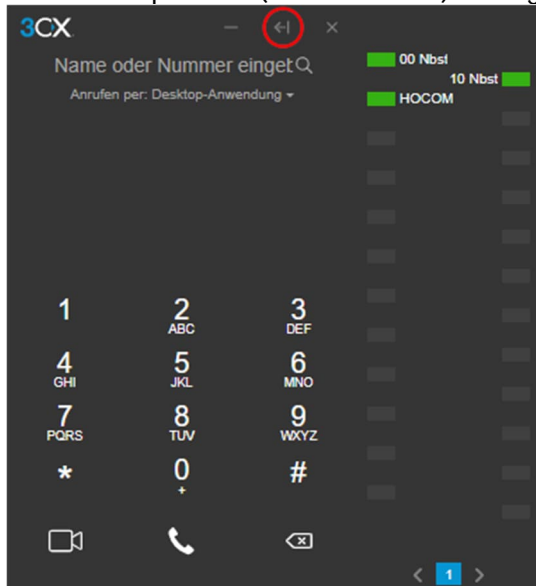 3CX
Name oder Nummer einget
Anrufen per: Desktop-Anwendung
00 Nbst
10 Nbst
HOCOM
1
2
3
ABC
DEF
4
5
6
GHI
JKL
MNO
7
8
9
PQRS
TUV
WXYZ
*
0
#
+
1